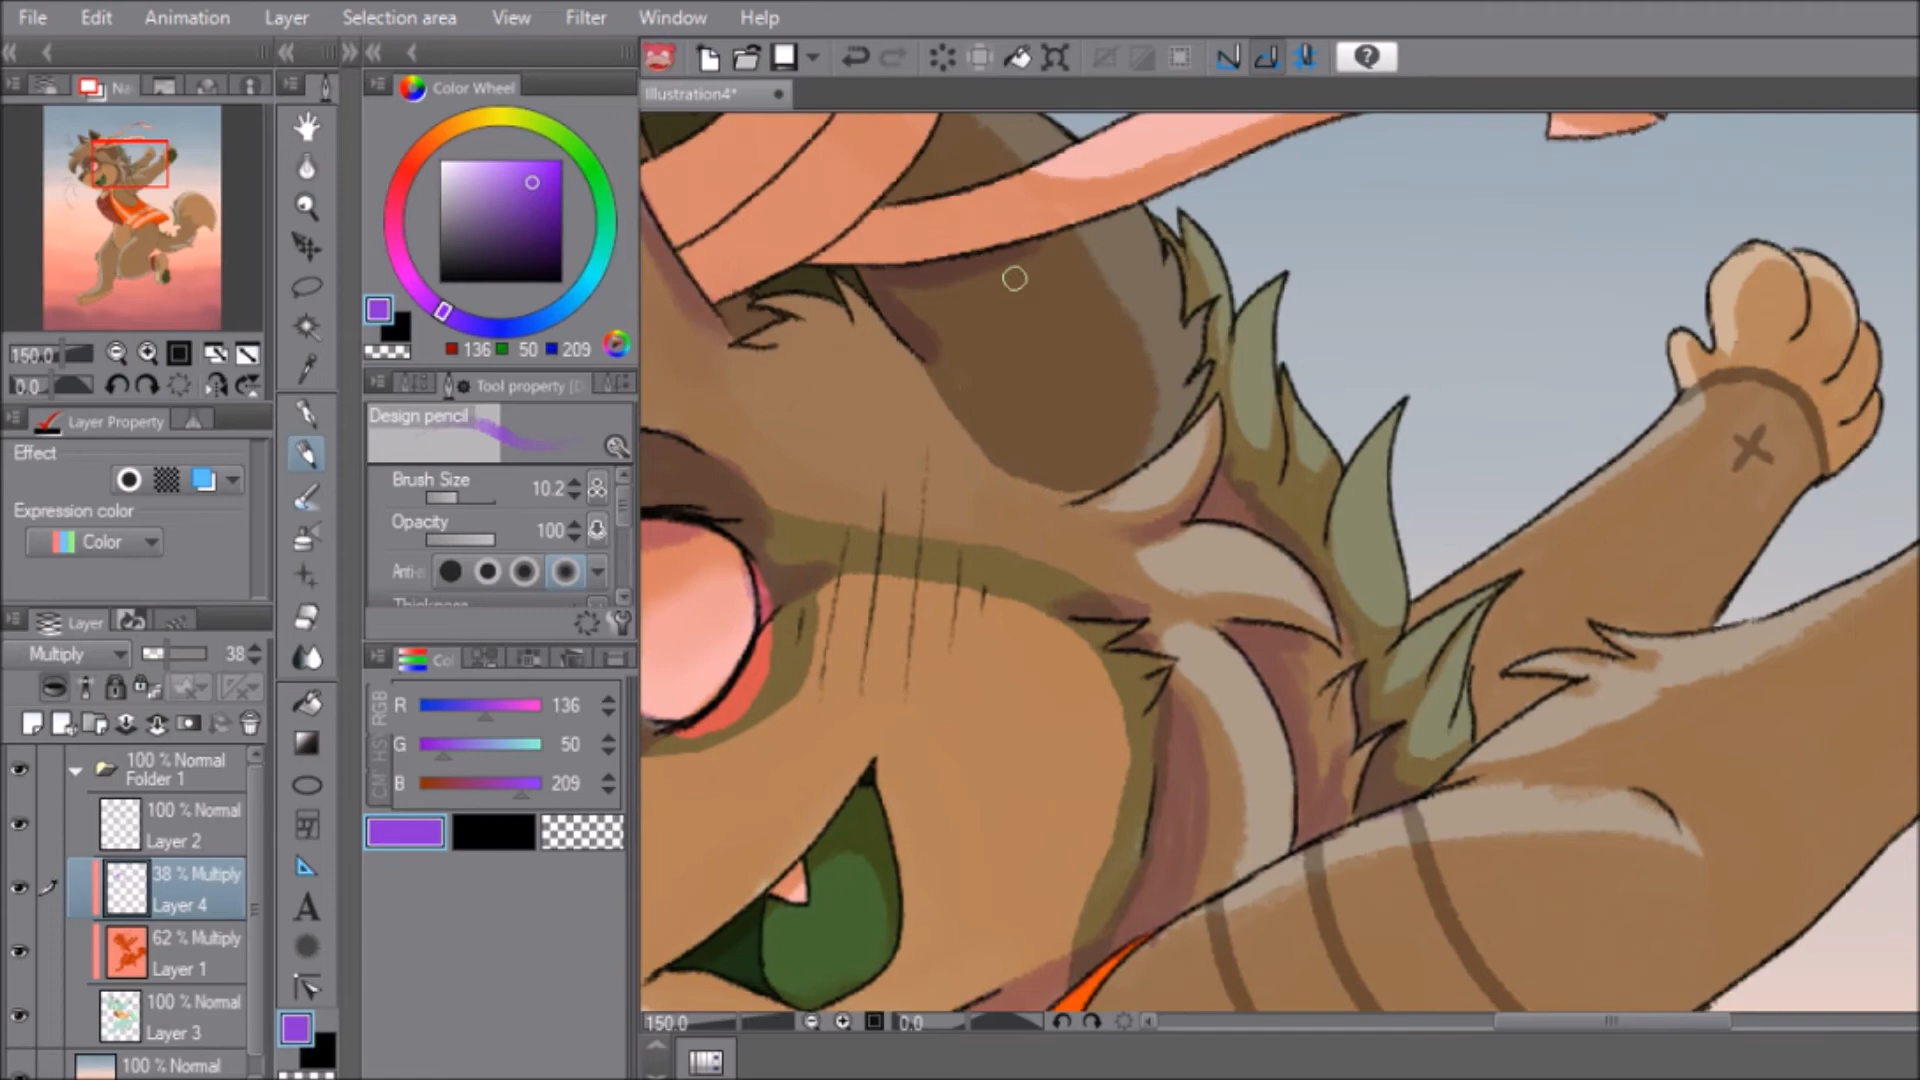 File Edit Animation Layer Selection area View Filter Window Help
Color Wheel
Illustration4*
136 50 209
150.0
0.0
Layer Property
Effect
Expression color
Color
Tool property
Design pencil
Brush Size 10.2
Opacity 100
Layer
Multiply 38
Col
RGB
R 136
G 50
B 209
100 % Normal
Folder 1
100 % Normal
Layer 2
38 % Multiply
Layer 4
62 % Multiply
Layer 1
100 % Normal
Layer 3
100 % Normal
150.0 0.0